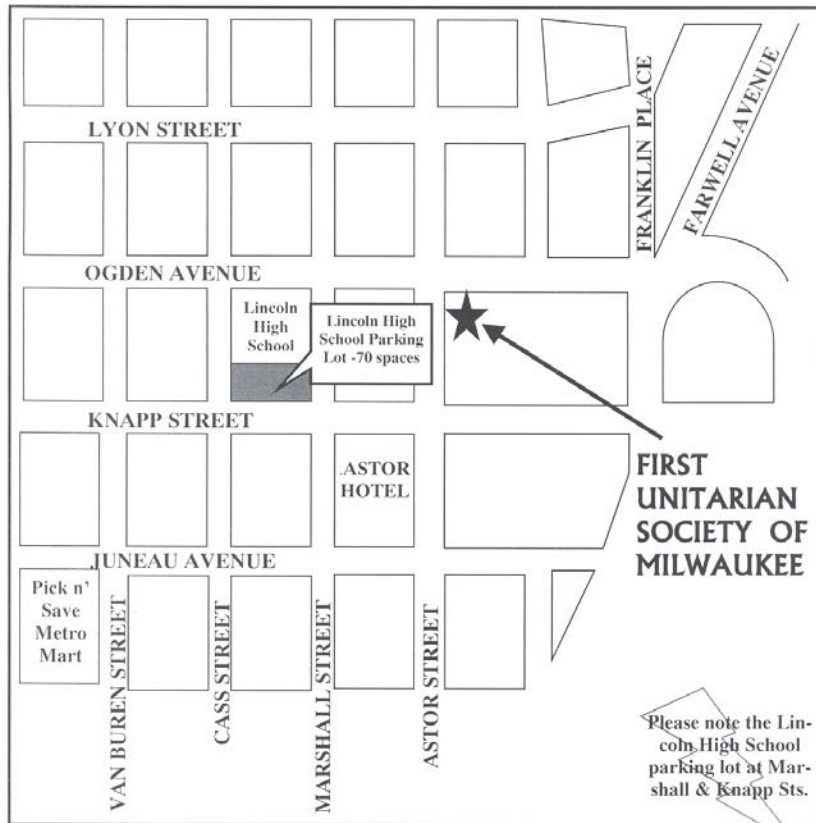 LYON STREET
FRANKLIN PLACE
FARWELL AVENUE
OGDEN AVENUE
Lincoln
High
School
Lincoln High
School Parking
Lot -70 spaces
KNAPP STREET
.ASTOR
HOTEL
FIRST
UNITARIAN
SOCIETY OF
MILWAUKEE
JUNEAU AVENUE
Pick n'
Save
Metro
Mart
VAN BUREN STREET
CASS STREET
MARSHALL STREET
ASTOR STREET
Please note the Lin-
coln High School
parking lot at Mar-
shall & Knapp Sts.